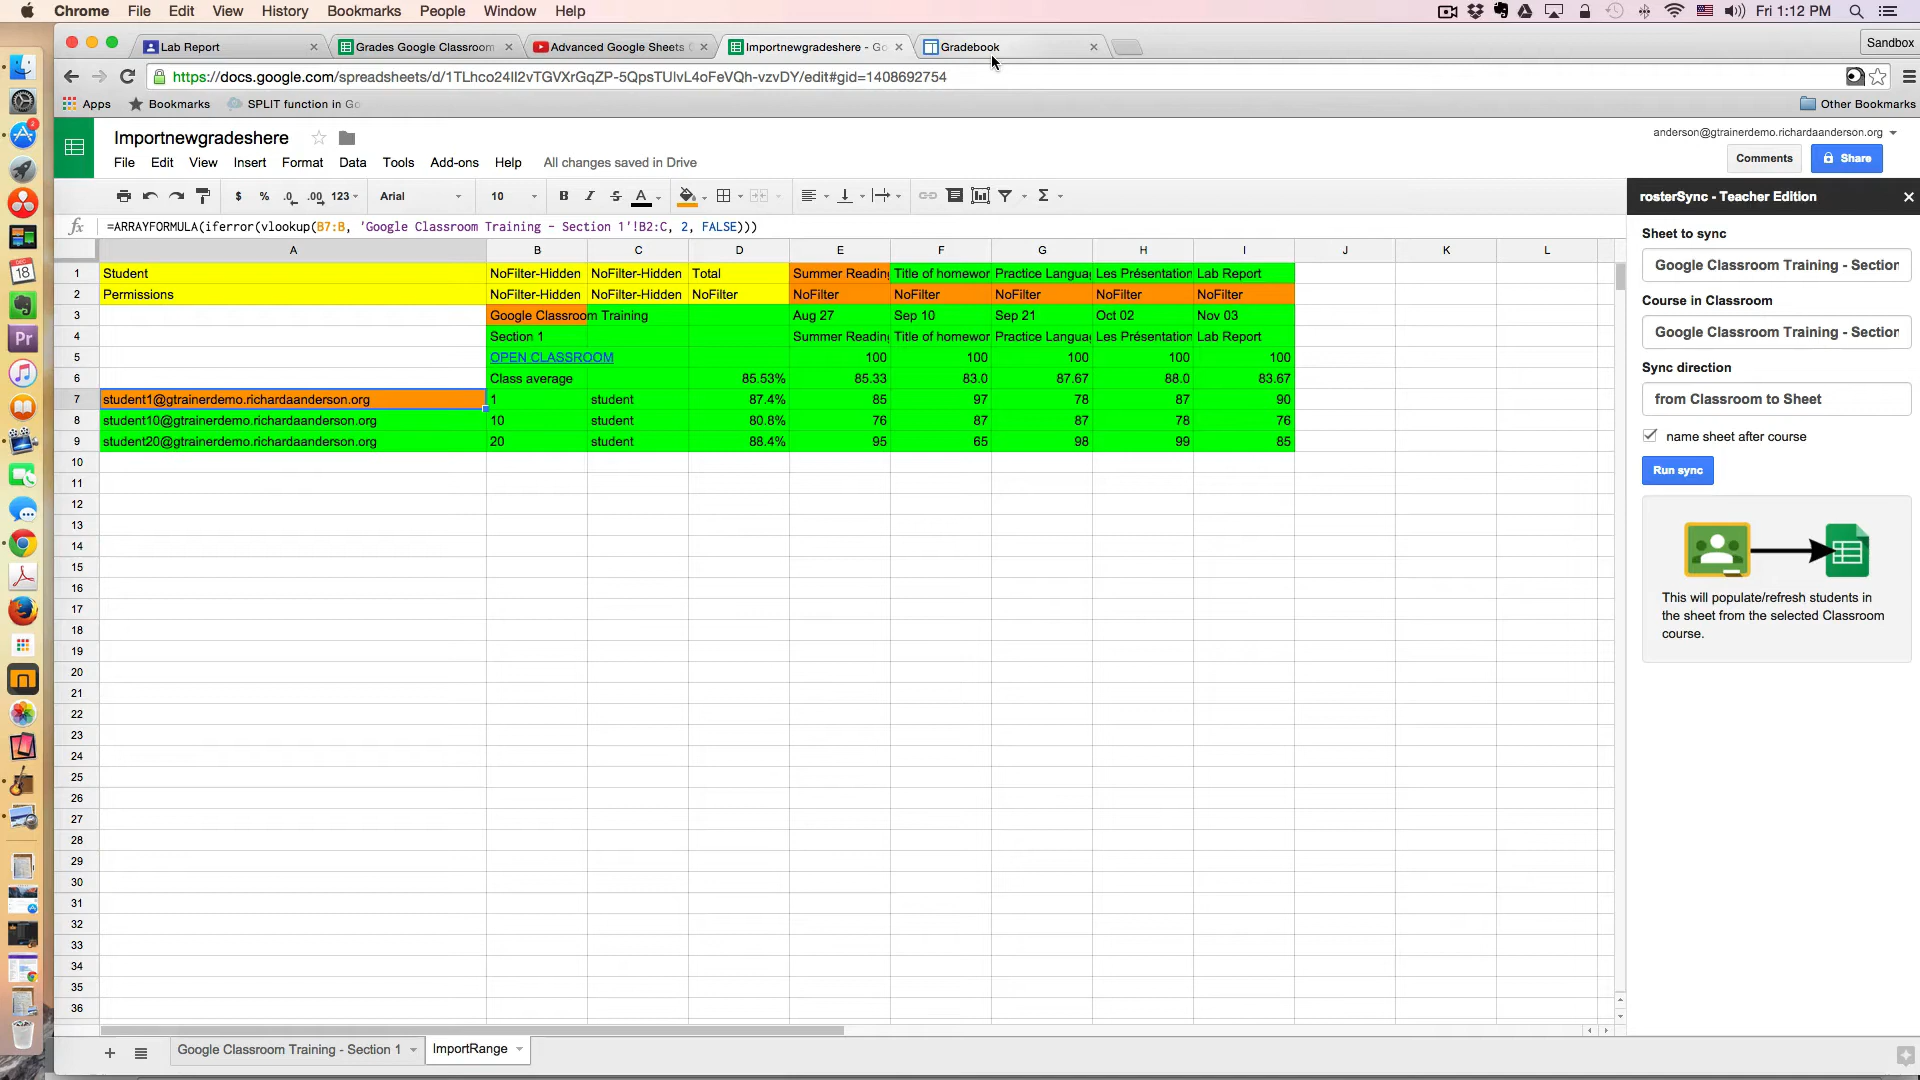 Chrome File Edit View History Bookmarks People Window Help Fri 1:12 PM
Lab Report Grades Google Classroom Advanced Google Sheets Importnewgradeshere - Go Gradebook Sandbox
https://docs.google.com/spreadsheets/d/
Apps Bookmarks SPLIT function in Go Other Bookmarks
Importnewgradeshere anderson@gtrainerdemo.richardaanderson.org
File Edit View Insert Format Data Tools Add-ons Help All changes saved in Drive Comments Share
$ % .0 .00 123 Arial 10 B I S A Σ
rosterSync - Teacher Edition
fx =ARRAYFORMULA(iferror(vlookup(B7:B, 'Google Classroom Training - Section 1'!B2:C, 2, FALSE)))
A B C D E F G H I J K L
1 Student NoFilter-Hidden NoFilter-Hidden Total Summer Reading Title of homewor Practice Langua Les Présentation Lab Report
2 Permissions NoFilter-Hidden NoFilter-Hidden NoFilter NoFilter NoFilter NoFilter NoFilter NoFilter
3 Google Classroom Training Aug 27 Sep 10 Sep 21 Oct 02 Nov 03
4 Section 1 Summer Reading Title of homewor Practice Langua Les Présentation Lab Report
5 OPEN CLASSROOM 100 100 100 100 100
6 Class average 85.53% 85.33 83.0 87.67 88.0 83.67
7 student1@gtrainerdemo.richardaanderson.org 1 student 87.4% 85 97 78 87 90
8 student10@gtrainerdemo.richardaanderson.org 10 student 80.8% 76 87 87 78 76
9 student20@gtrainerdemo.richardaanderson.org 20 student 88.4% 95 65 98 99 85
10
11
12
13
14
15
16
17
18
19
20
21
22
23
24
25
26
27
28
29
30
31
32
33
34
35
36
Sheet to sync
Google Classroom Training - Section
Course in Classroom
Google Classroom Training - Section
Sync direction
from Classroom to Sheet
name sheet after course
Run sync
This will populate/refresh students in
the sheet from the selected Classroom
course.
Google Classroom Training - Section 1 ImportRange